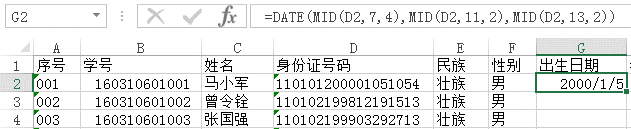 G2 fx =DATE(MID(D2,7,4),MID(D2,11,2),MID(D2,13,2))
A B C D E F G
1 序号 学号 姓名 身份证号码 民族 性别 出生日期
2 001 160310601001 马小军 110101200001051054 壮族 男 2000/1/5
3 002 160310601002 曾令铨 110102199812191513 壮族 男
4 003 160310601003 张国强 110102199903292713 壮族 男